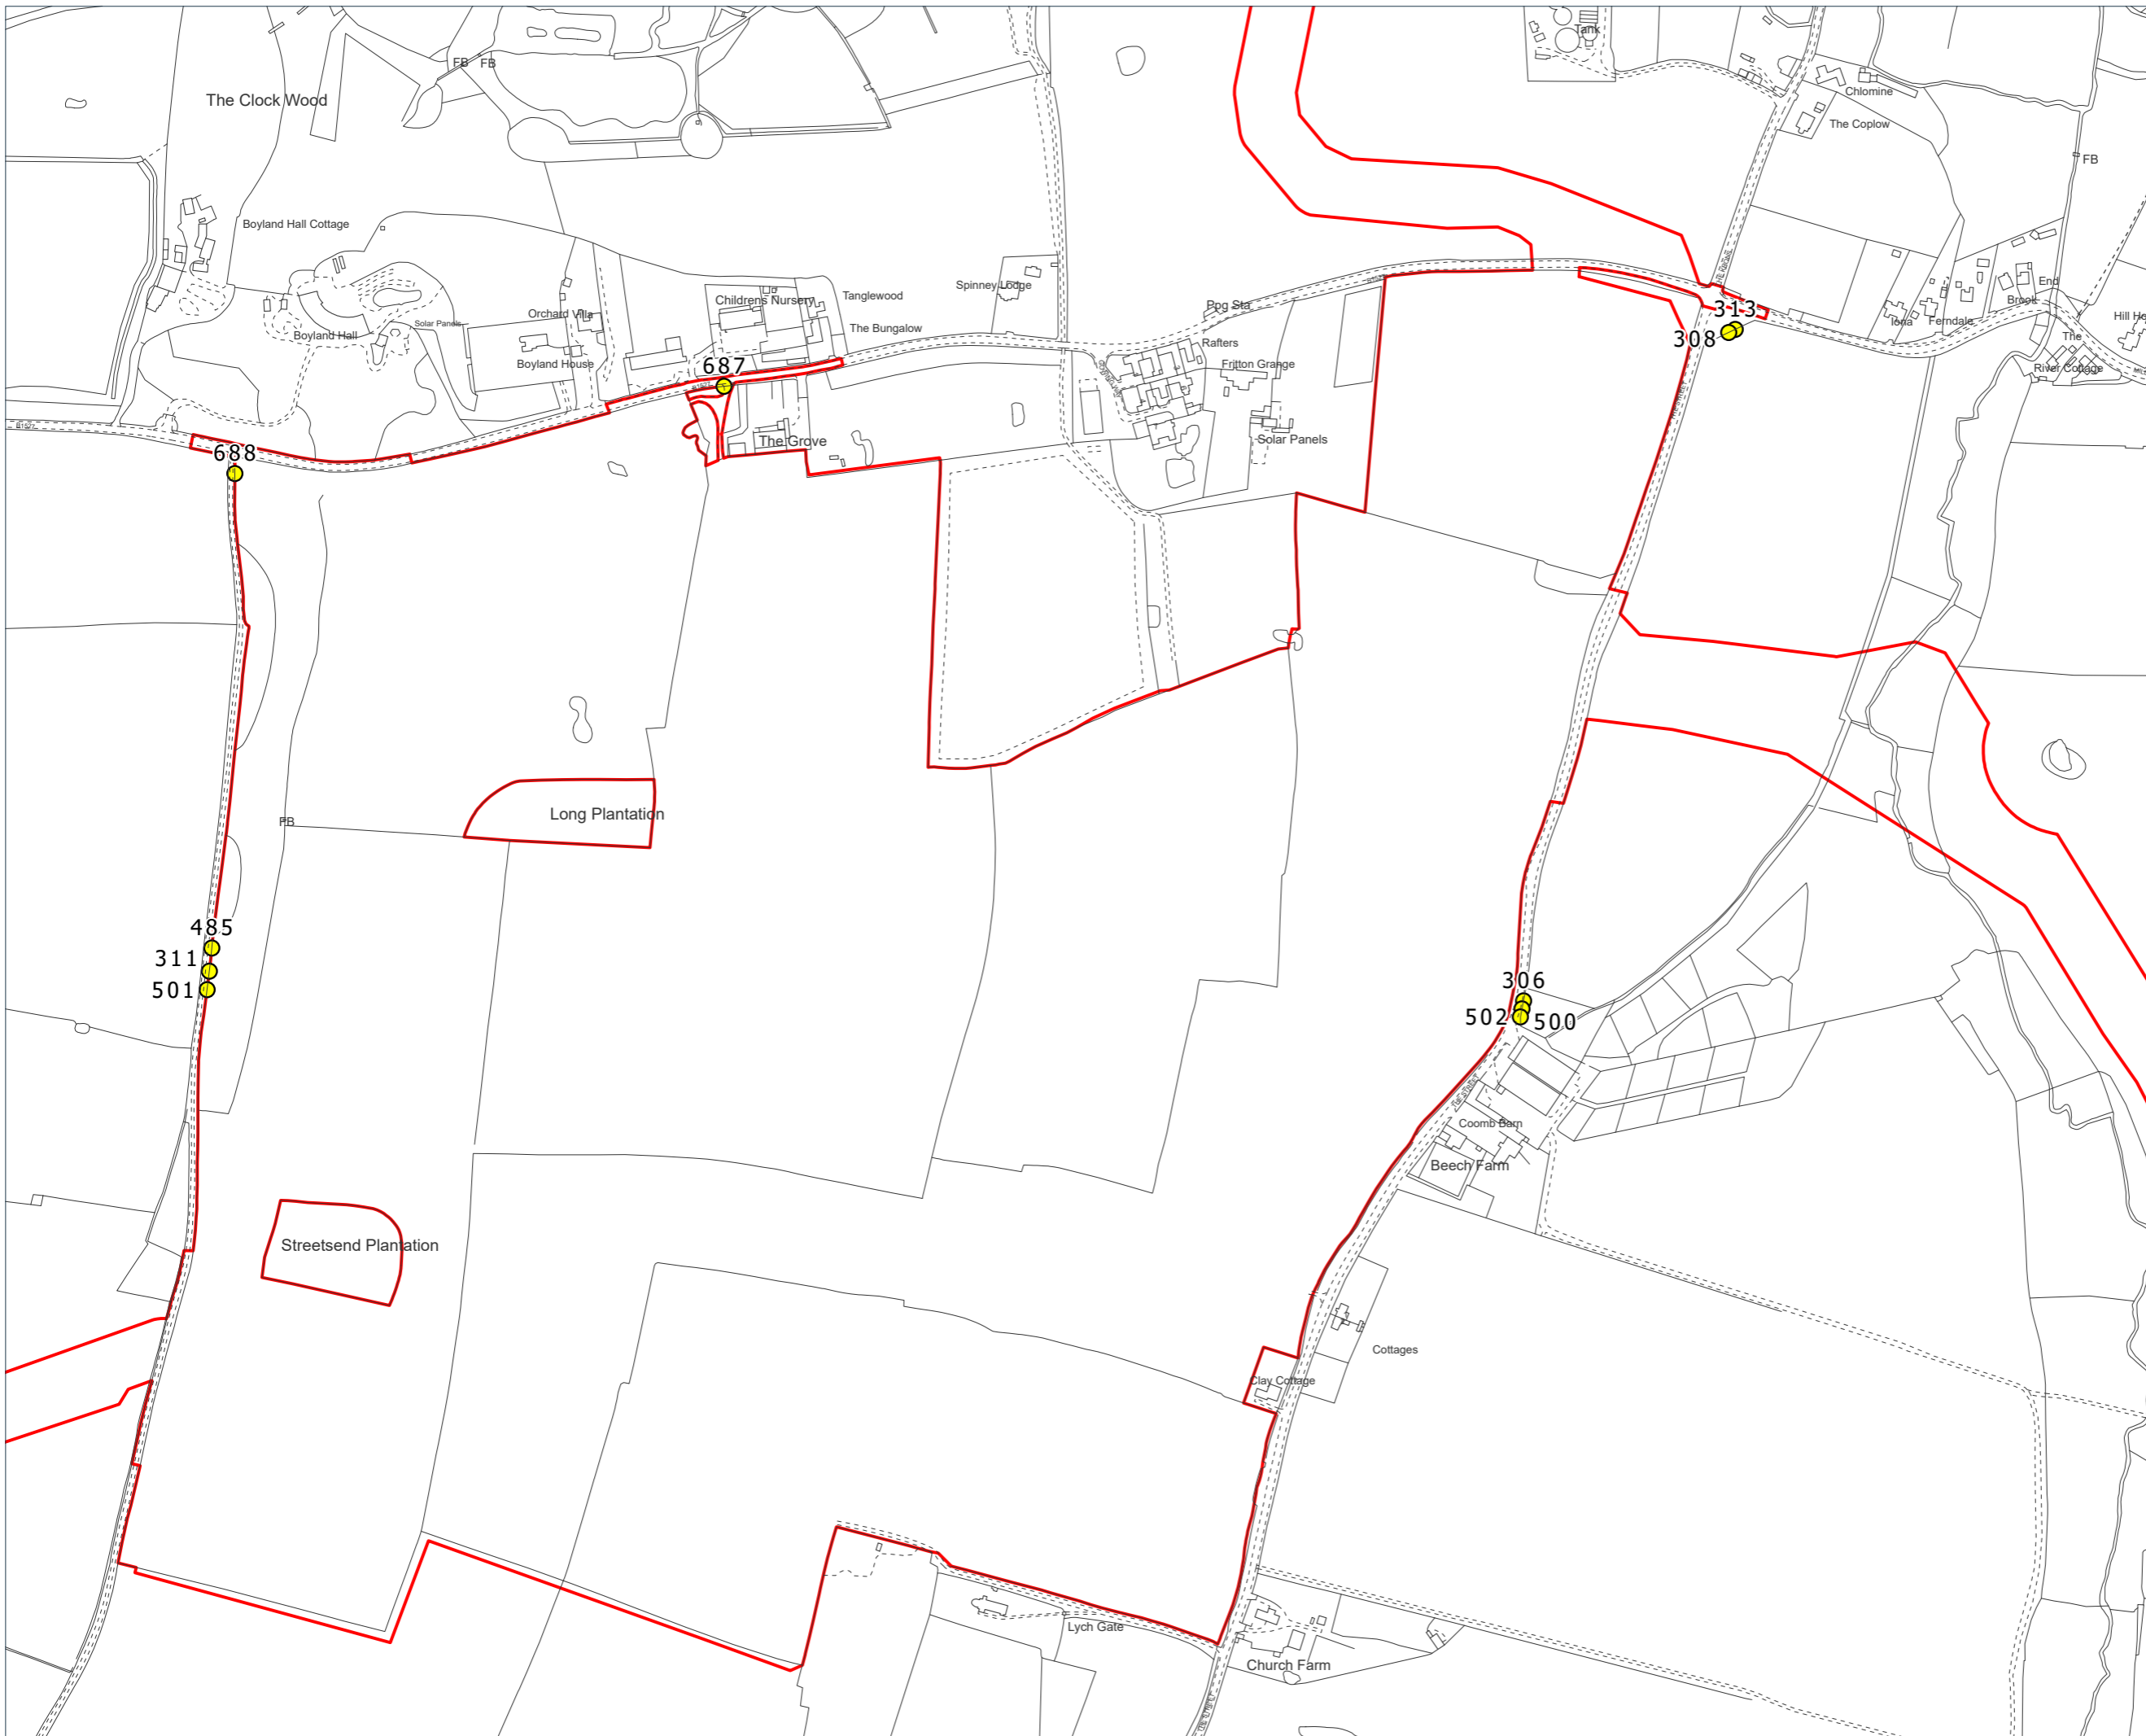 Tank
FB FB
Chlomine
The Clock Wood
The Coplow
FB
Boyland Hall Cottage
Spinney Lodge
End
Childrens Nursery
Tanglewood
Brook
Ppg Sta
313
Orchard Villa
Solar Panels
The Bungalow
Iona
Ferndale
Hill He
Boyland Hall
308
The
Rafters
Boyland House
687
Fritton Grange
River Cottage
B1527
The Grove
Solar Panels
688
Long Plantation
FB
485
311
501
306
502
500
Coomb Barn
Beech Farm
Streetsend Plantation
Cottages
Clay Cottage
Lych Gate
Church Farm